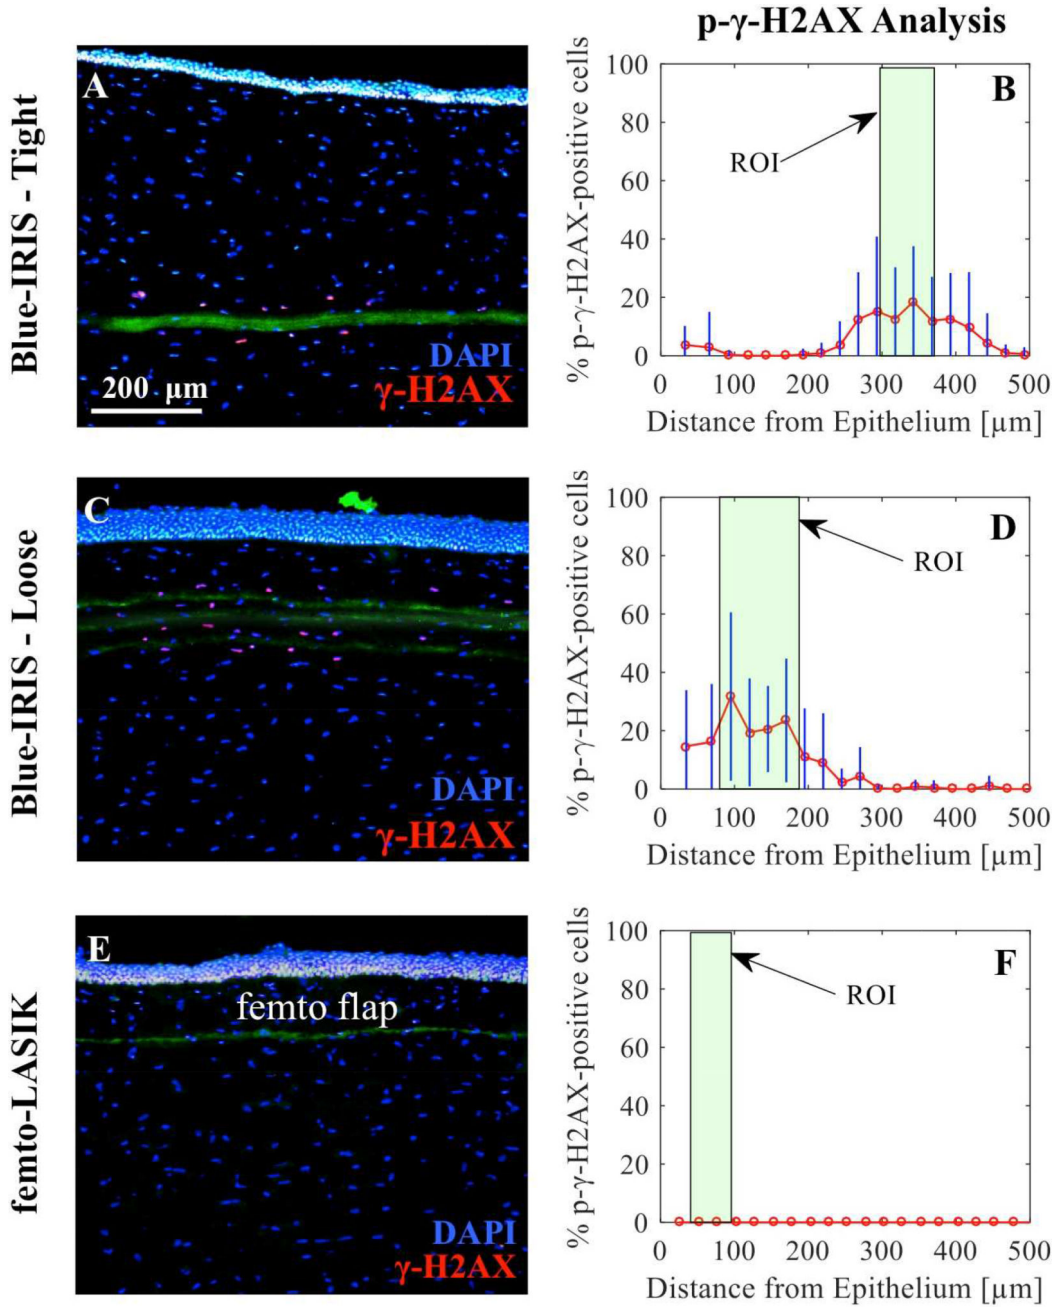 p-γ-H2AX Analysis
Blue-IRIS - Tight
A
DAPI
γ-H2AX
200 µm
% p-γ-H2AX-positive cells
100
80
60
40
20
0
B
ROI
0 100 200 300 400 500
Distance from Epithelium [µm]
Blue-IRIS - Loose
C
DAPI
γ-H2AX
% p-γ-H2AX-positive cells
100
80
60
40
20
0
D
ROI
0 100 200 300 400 500
Distance from Epithelium [µm]
femto-LASIK
E
femto flap
DAPI
γ-H2AX
% p-γ-H2AX-positive cells
100
80
60
40
20
0
F
ROI
0 100 200 300 400 500
Distance from Epithelium [µm]